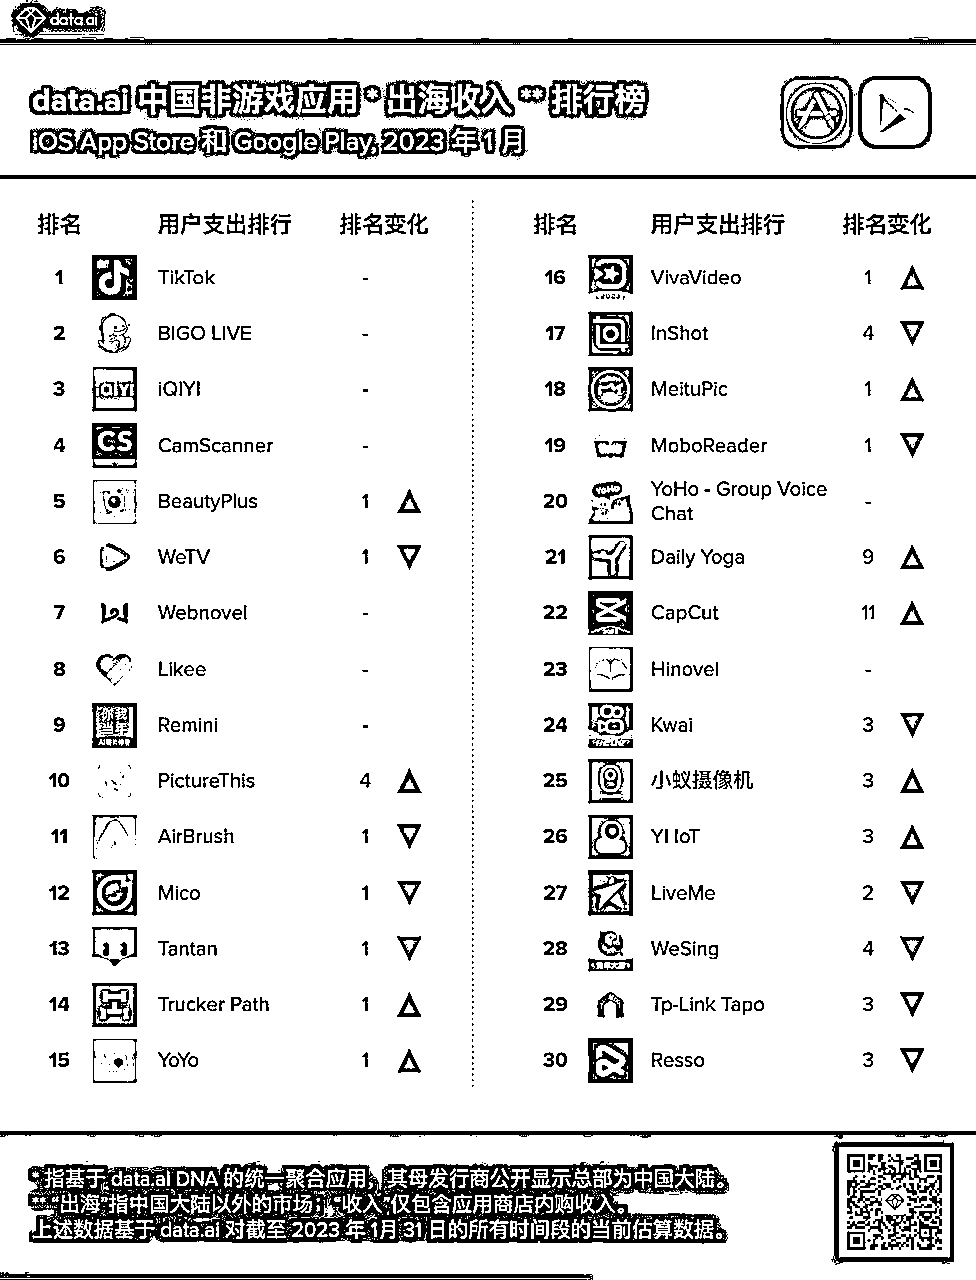 data.ai
data.ai 中国非游戏应用 * 出海收入 ** 排行榜
iOS App Store 和 Google Play, 2023 年 1 月
排名 用户支出排行 排名变化
1 TikTok -
2 BIGO LIVE -
3 iQIYI -
4 CamScanner -
5 BeautyPlus 1 △
6 WeTV 1 ▽
7 Webnovel -
8 Likee -
9 Remini -
10 PictureThis 4 △
11 AirBrush 1 ▽
12 Mico 1 ▽
13 Tantan 1 ▽
14 Trucker Path 1 △
15 YoYo 1 △
排名 用户支出排行 排名变化
16 VivaVideo 1 △
17 InShot 4 ▽
18 MeituPic 1 △
19 MoboReader 1 ▽
20 YoHo - Group Voice
Chat -
21 Daily Yoga 9 △
22 CapCut 11 △
23 Hinovel -
24 Kwai 3 ▽
25 小蚁摄像机 3 △
26 YI IoT 3 △
27 LiveMe 2 ▽
28 WeSing 4 ▽
29 Tp-Link Tapo 3 ▽
30 Resso 3 ▽
* 指基于 data.ai DNA 的统一聚合应用，其母发行商公开显示总部为中国大陆。
** “出海”指中国大陆以外的市场；“收入”仅包含应用商店内购收入。
上述数据基于 data.ai 对截至 2023 年 1月 31 日的所有时间段的当前估算数据。